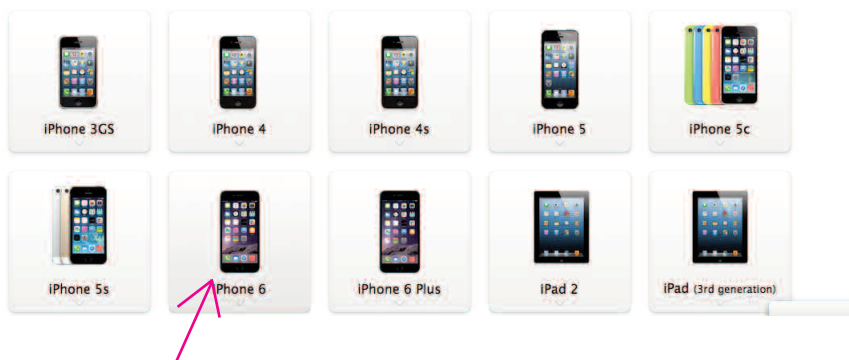 iPhone 3GS
iPhone 4
iPhone 4s
iPhone 5
iPhone 5c
iPhone 5s
iPhone 6
iPhone 6 Plus
iPad 2
iPad (3rd generation)